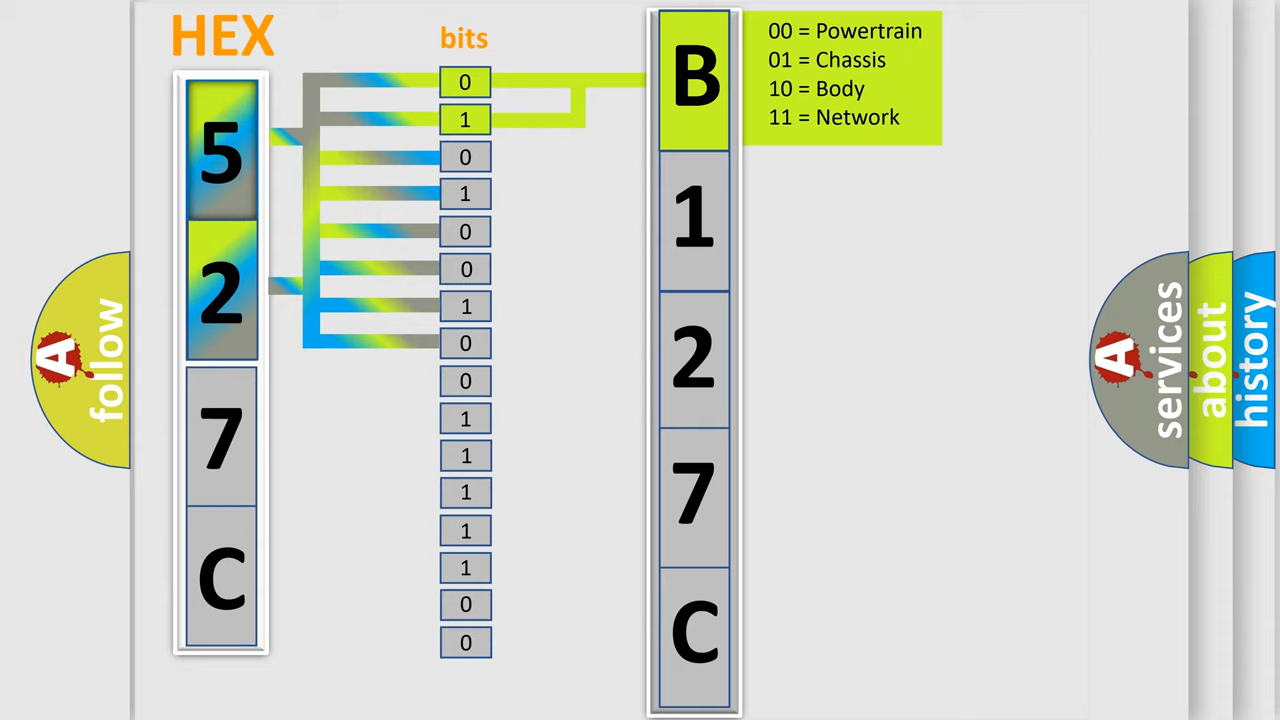 HEX
bits
5
2
7
C
0
1
0
1
0
0
1
0
0
1
1
1
1
1
0
0
B
1
2
7
C
00 = Powertrain
01 = Chassis
10 = Body
11 = Network
A follow
A services
about
history